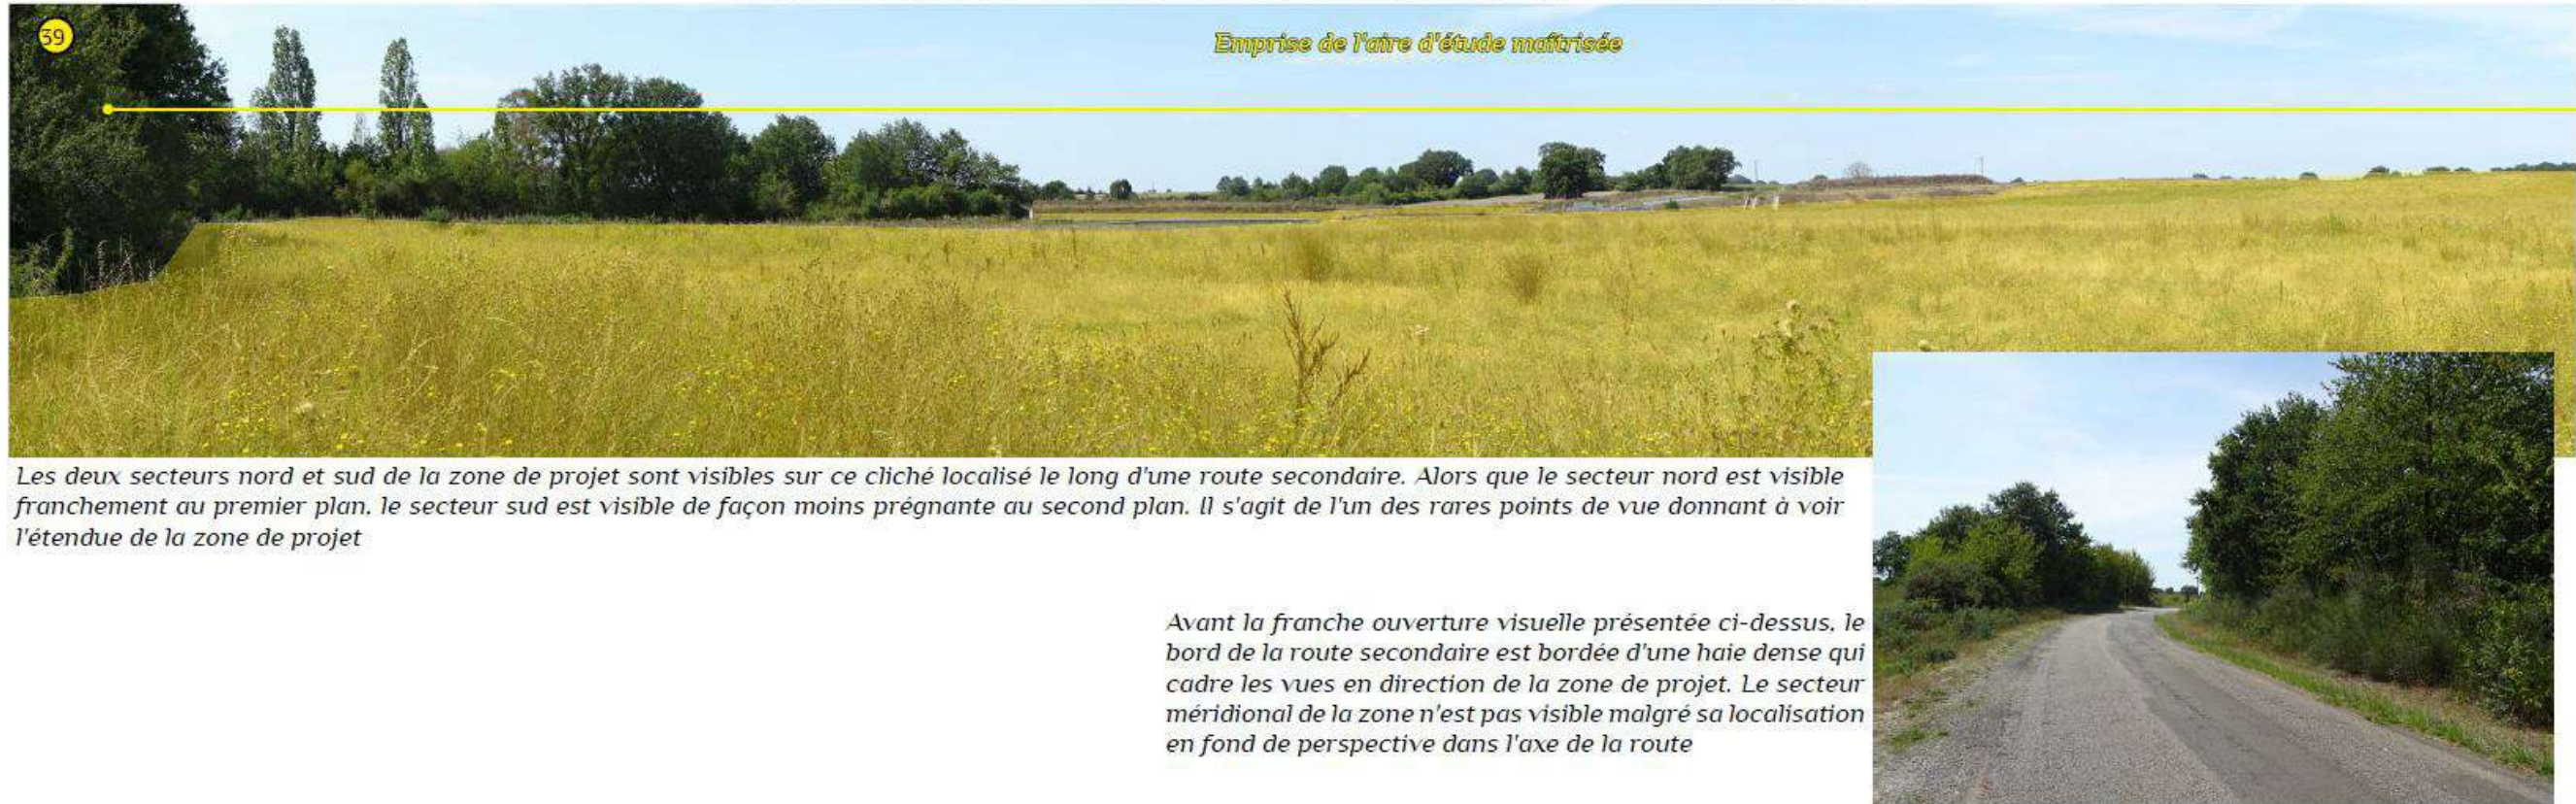 39
Emprise de l'aire d'étude maîtrisée
Les deux secteurs nord et sud de la zone de projet sont visibles sur ce cliché localisé le long d'une route secondaire. Alors que le secteur nord est visible
franchement au premier plan, le secteur sud est visible de façon moins prégnante au second plan. Il s'agit de l'un des rares points de vue donnant à voir
l'étendue de la zone de projet
Avant la franche ouverture visuelle présentée ci-dessus, le
bord de la route secondaire est bordée d'une haie dense qui
cadre les vues en direction de la zone de projet. Le secteur
méridional de la zone n'est pas visible malgré sa localisation
en fond de perspective dans l'axe de la route